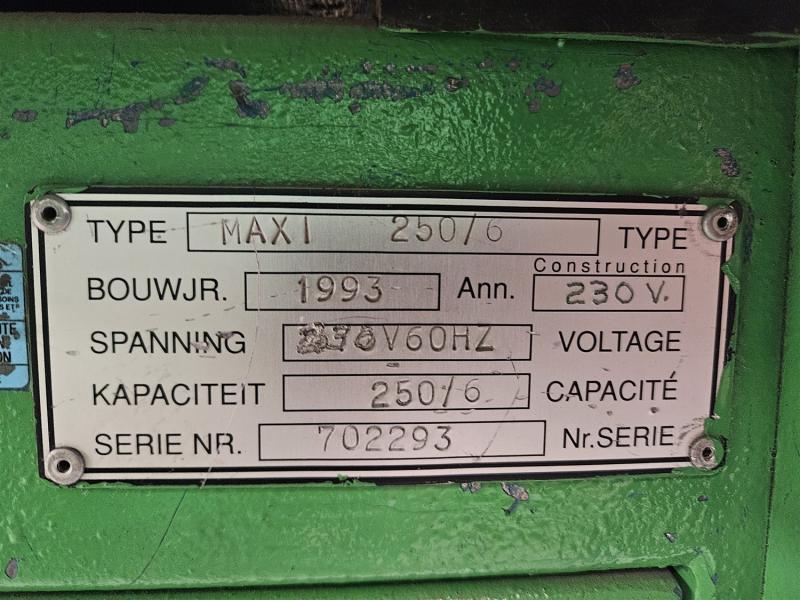 TYPE MAXI 250/6 TYPE
Construction
BOUWJR. 1993 Ann. 230V.
SPANNING V60HZ VOLTAGE
KAPACITEIT 250/6 CAPACITÉ
SERIE NR. 702293 Nr.SERIE